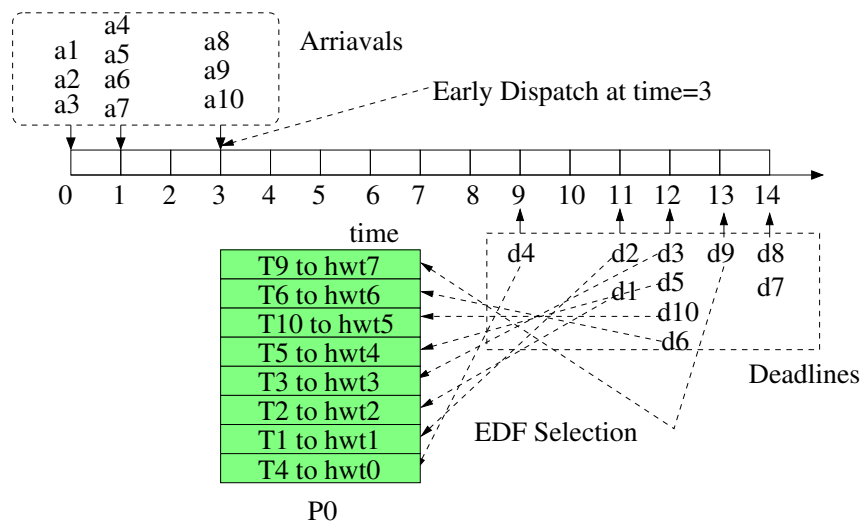 a1
a2
a3
a4
a5
a6
a7
a8
a9
a10
Arriavals
Early Dispatch at time=3
0 1 2 3 4 5 6 7 8 9 10 11 12 13 14
time
d4 d2 d3 d9 d8
d1 d5 d7
d10
d6
Deadlines
T9 to hwt7
T6 to hwt6
T10 to hwt5
T5 to hwt4
T3 to hwt3
T2 to hwt2
T1 to hwt1
T4 to hwt0
EDF Selection
P0